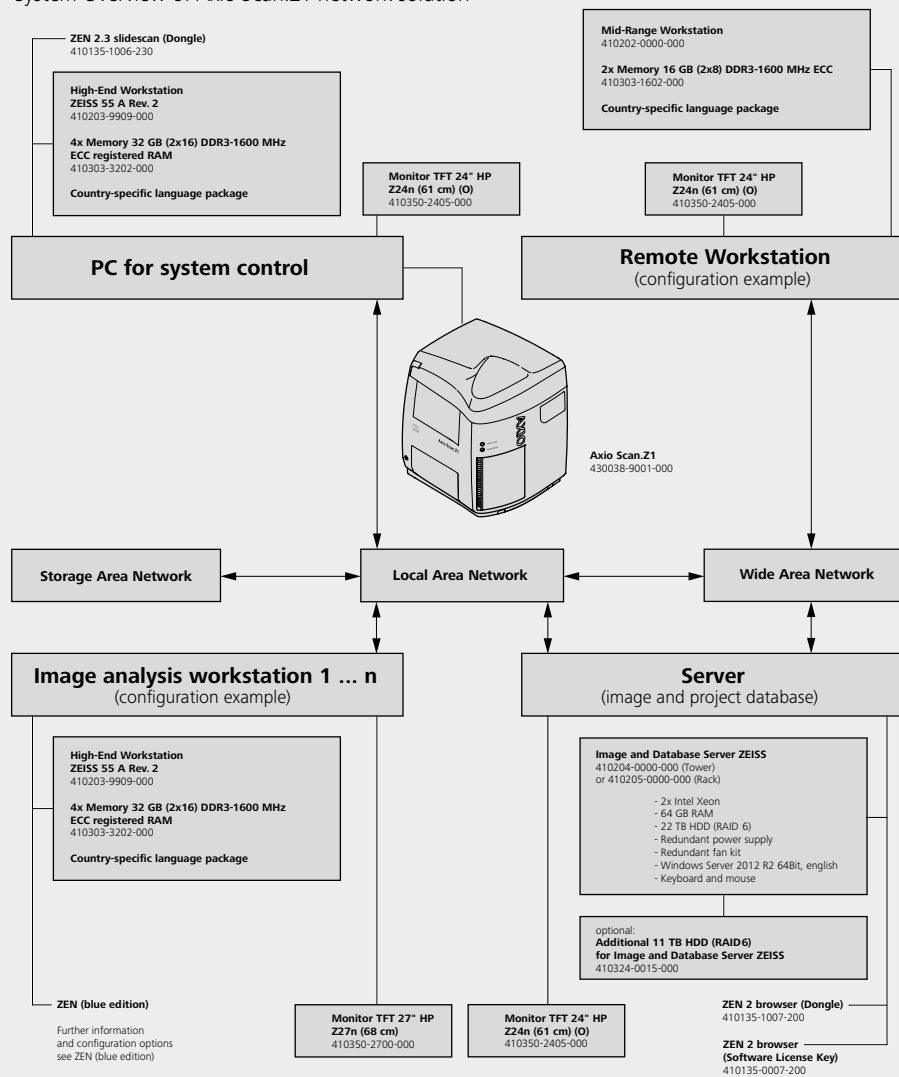 System Overview of Axio Scan.Z1 network solution
ZEN 2.3 slidescan (Dongle)
410135-1006-230
High-End Workstation
ZEISS 55 A Rev. 2
410203-9909-000
4x Memory 32 GB (2x16) DDR3-1600 MHz
ECC registered RAM
410303-3202-000
Country-specific language package
Monitor TFT 24" HP
Z24n (61 cm) (O)
410350-2405-000
Mid-Range Workstation
410202-0000-000
2x Memory 16 GB (2x8) DDR3-1600 MHz ECC
410303-1602-000
Country-specific language package
Monitor TFT 24" HP
Z24n (61 cm) (O)
410350-2405-000
PC for system control
Remote Workstation
(configuration example)
AXIO
Axio Scan.Z1
Axio Scan.Z1
430038-9001-000
Storage Area Network
Local Area Network
Wide Area Network
Image analysis workstation 1 ... n
(configuration example)
Server
(image and project database)
High-End Workstation
ZEISS 55 A Rev. 2
410203-9909-000
4x Memory 32 GB (2x16) DDR3-1600 MHz
ECC registered RAM
410303-3202-000
Country-specific language package
Image and Database Server ZEISS
410204-0000-000 (Tower)
or 410205-0000-000 (Rack)
- 2x Intel Xeon
- 64 GB RAM
- 22 TB HDD (RAID 6)
- Redundant power supply
- Redundant fan kit
- Windows Server 2012 R2 64Bit, english
- Keyboard and mouse
optional:
Additional 11 TB HDD (RAID6)
for Image and Database Server ZEISS
410324-0015-000
ZEN (blue edition)
Further information
and configuration options
see ZEN (blue edition)
Monitor TFT 27" HP
Z27n (68 cm)
410350-2700-000
Monitor TFT 24" HP
Z24n (61 cm) (O)
410350-2405-000
ZEN 2 browser (Dongle)
410135-1007-200
ZEN 2 browser
(Software License Key)
410135-0007-200